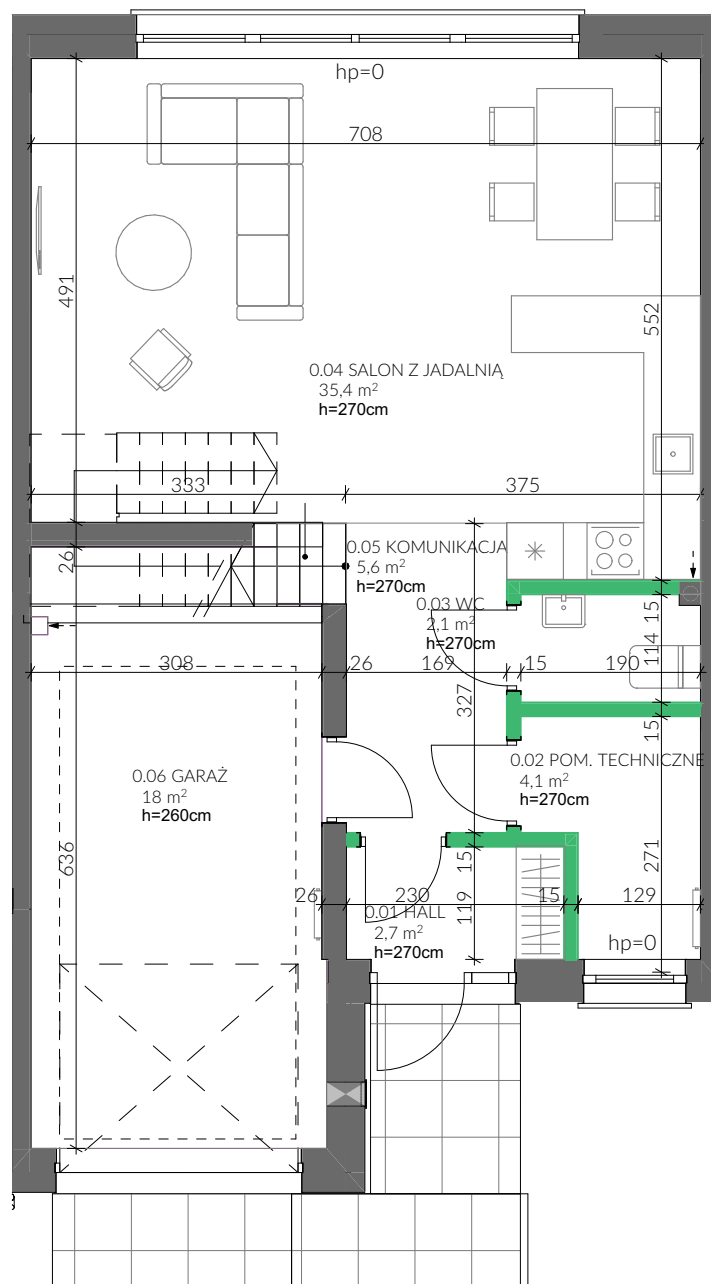 hp=0
708
491
552
0.04 SALON Z JADALNIĄ
35,4 m²
h=270cm
333
375
26
0.05 KOMUNIKACJA
5,6 m²
h=270cm
0.03 WC
2,1 m²
h=270cm
15
114
308
26
169
15
190
327
15
0.02 POM. TECHNICZNE
4,1 m²
h=270cm
0.06 GARAŻ
18 m²
h=260cm
636
15
271
26
230
15
129
119
0.01 HALL
2,7 m²
h=270cm
hp=0